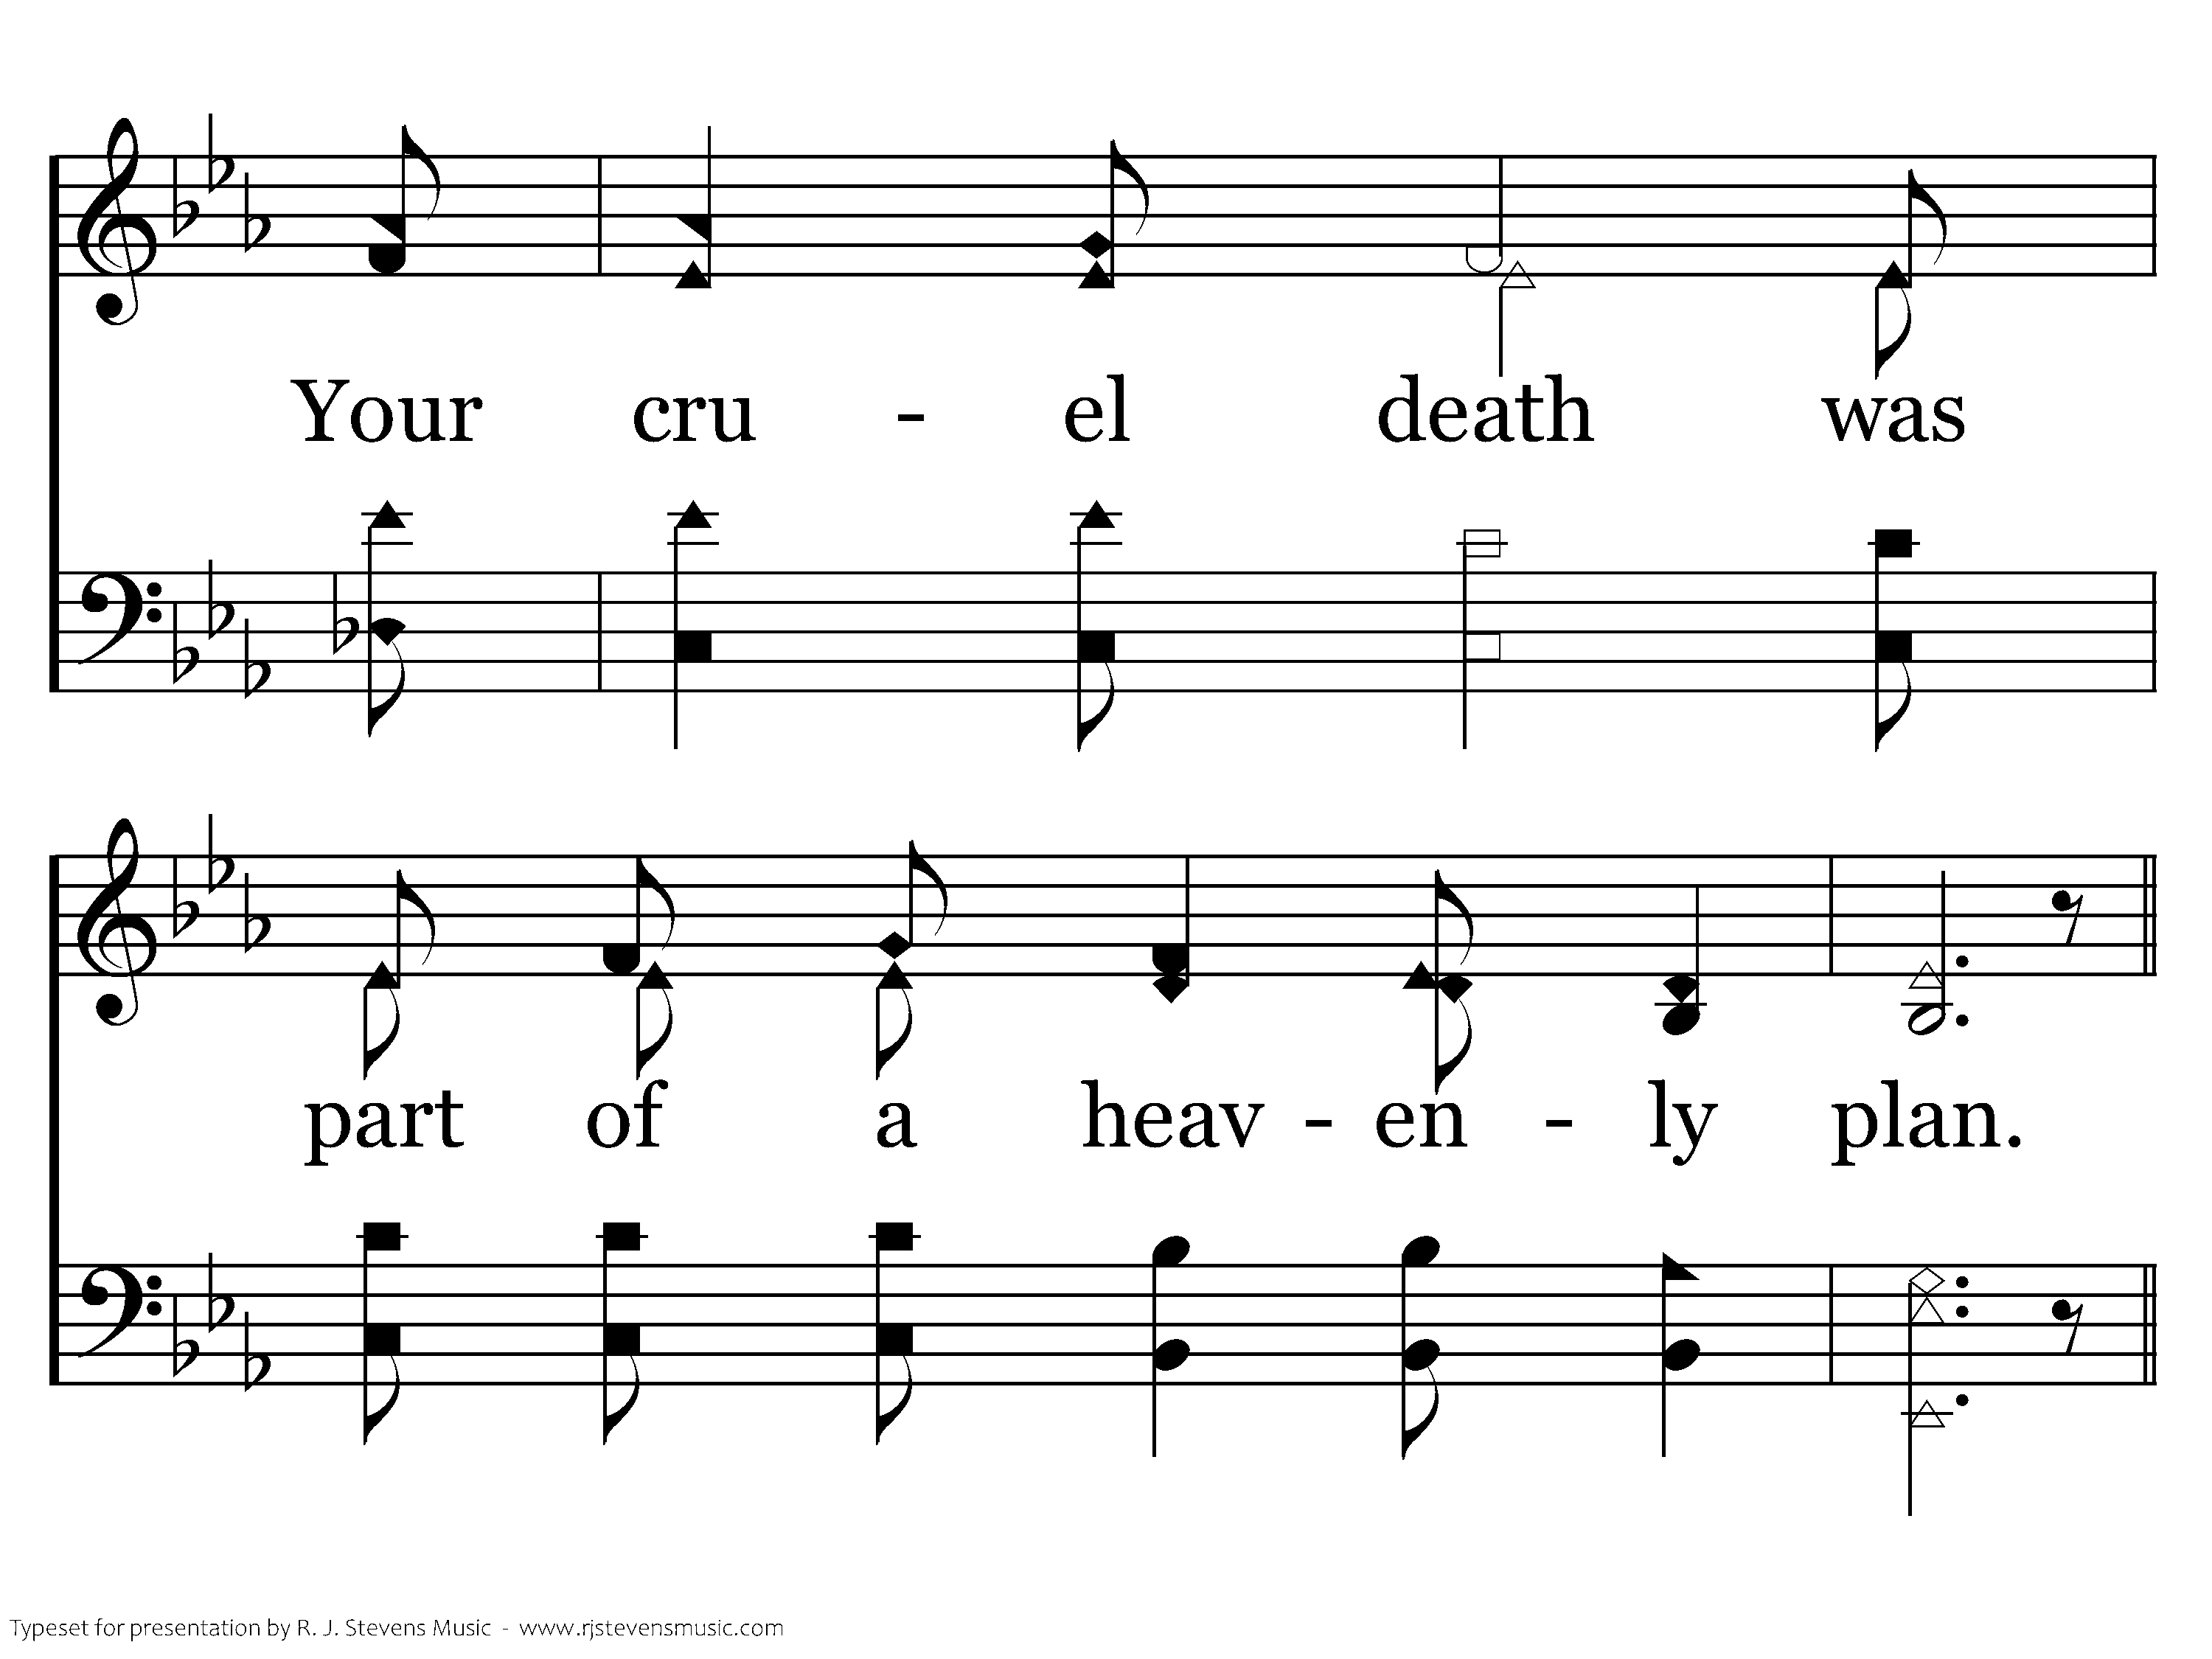 Your cru - el death was
part of a heav - en - ly plan.
Typeset for presentation by R. J. Stevens Music - www.rjstevensmusic.com